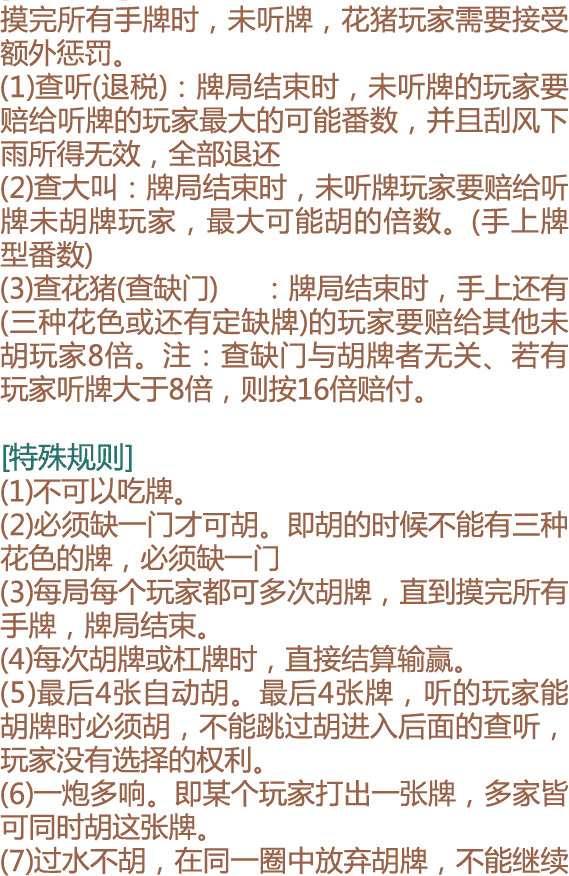 摸完所有手牌时，未听牌，花猪玩家需要接受
额外惩罚。
(1)查听(退税)：牌局结束时，未听牌的玩家要
赔给听牌的玩家最大的可能番数，并且刮风下
雨所得无效，全部退还
(2)查大叫：牌局结束时，未听牌玩家要赔给听
牌未胡牌玩家，最大可能胡的倍数。(手上牌
型番数)
(3)查花猪(查缺门)　：牌局结束时，手上还有
(三种花色或还有定缺牌)的玩家要赔给其他未
胡玩家8倍。注：查缺门与胡牌者无关、若有
玩家听牌大于8倍，则按16倍赔付。
[特殊规则]
(1)不可以吃牌。
(2)必须缺一门才可胡。即胡的时候不能有三种
花色的牌，必须缺一门
(3)每局每个玩家都可多次胡牌，直到摸完所有
手牌，牌局结束。
(4)每次胡牌或杠牌时，直接结算输赢。
(5)最后4张自动胡。最后4张牌，听的玩家能
胡牌时必须胡，不能跳过胡进入后面的查听，
玩家没有选择的权利。
(6)一炮多响。即某个玩家打出一张牌，多家皆
可同时胡这张牌。
(7)过水不胡，在同一圈中放弃胡牌，不能继续